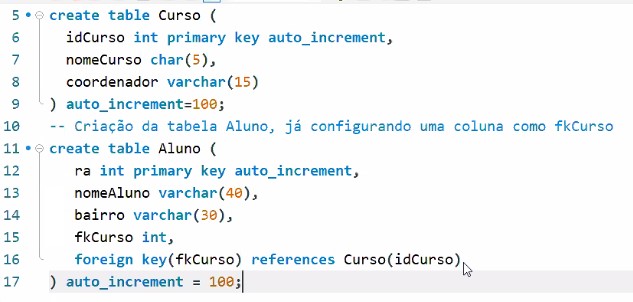 5 create table Curso (
6 idCurso int primary key auto_increment,
7 nomeCurso char(5),
8 coordenador varchar(15)
9 ) auto_increment=100;
10 -- Criação da tabela Aluno, já configurando uma coluna como fkCurso
11 create table Aluno (
12 ra int primary key auto_increment,
13 nomeAluno varchar(40),
14 bairro varchar(30),
15 fkCurso int,
16 foreign key(fkCurso) references Curso(idCurso)
17 ) auto_increment = 100;